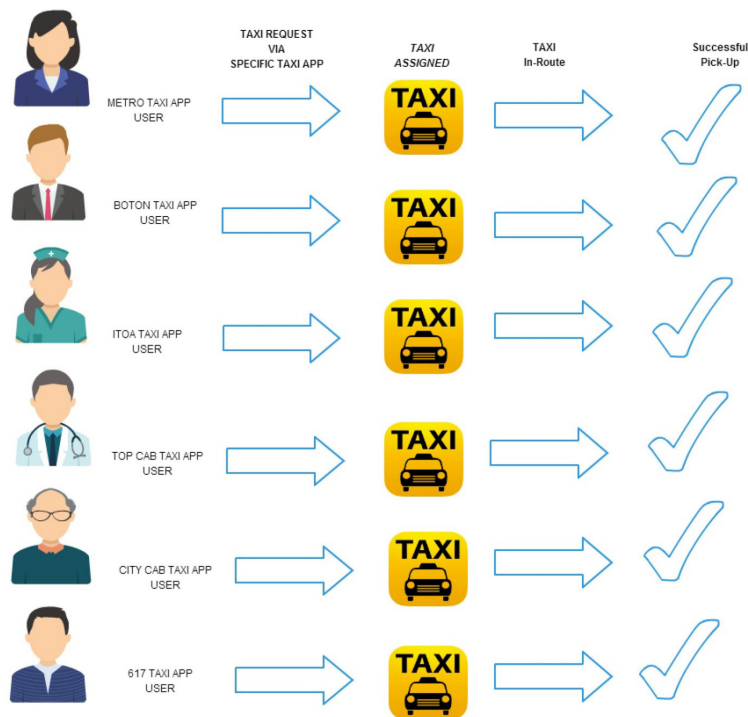 TAXI REQUEST
VIA
SPECIFIC TAXI APP
TAXI
ASSIGNED
TAXI
In-Route
Successful
Pick-Up
METRO TAXI APP
USER
TAXI
BOTON TAXI APP
USER
TAXI
ITOA TAXI APP
USER
TAXI
TOP CAB TAXI APP
USER
TAXI
CITY CAB TAXI APP
USER
TAXI
617 TAXI APP
USER
TAXI